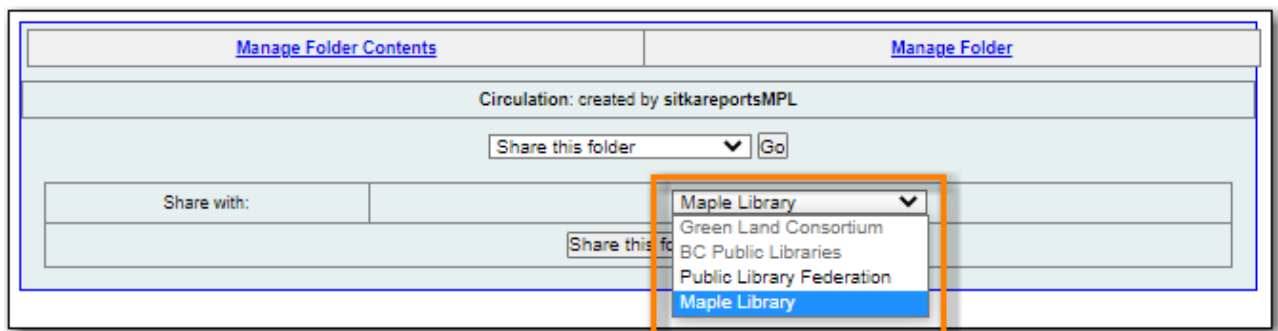 Manage Folder Contents Manage Folder
Circulation: created by sitkareportsMPL
Share this folder Go
Share with: Maple Library
Green Land Consortium
Share this
BC Public Libraries
Public Library Federation
Maple Library